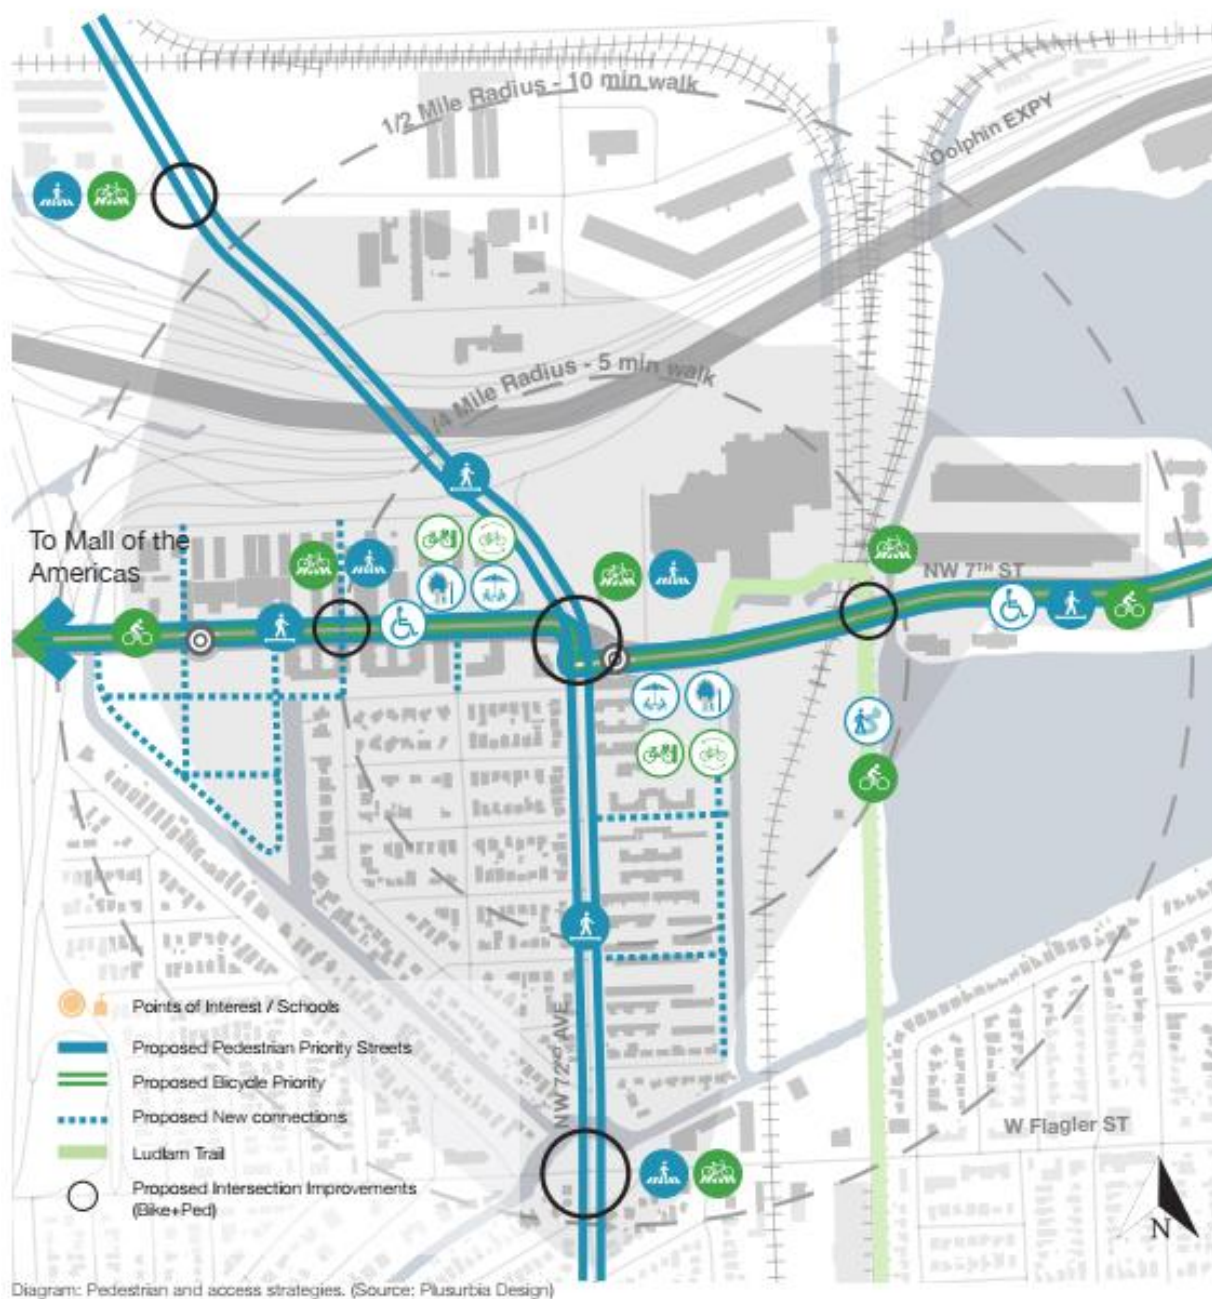 1/2 Mile Radius - 10 min walk
Dolphin EXPY
/4 Mile Radius - 5 min walk
To Mall of the
Americas
NW 7TH ST
NW 72ND AVE
W Flagler ST
Points of Interest / Schools
Proposed Pedestrian Priority Streets
Proposed Bicycle Priority
Proposed New connections
Ludlam Trail
Proposed Intersection Improvements
(Bike+Ped)
N
Diagram: Pedestrian and access strategies. (Source: Plusurbia Design)